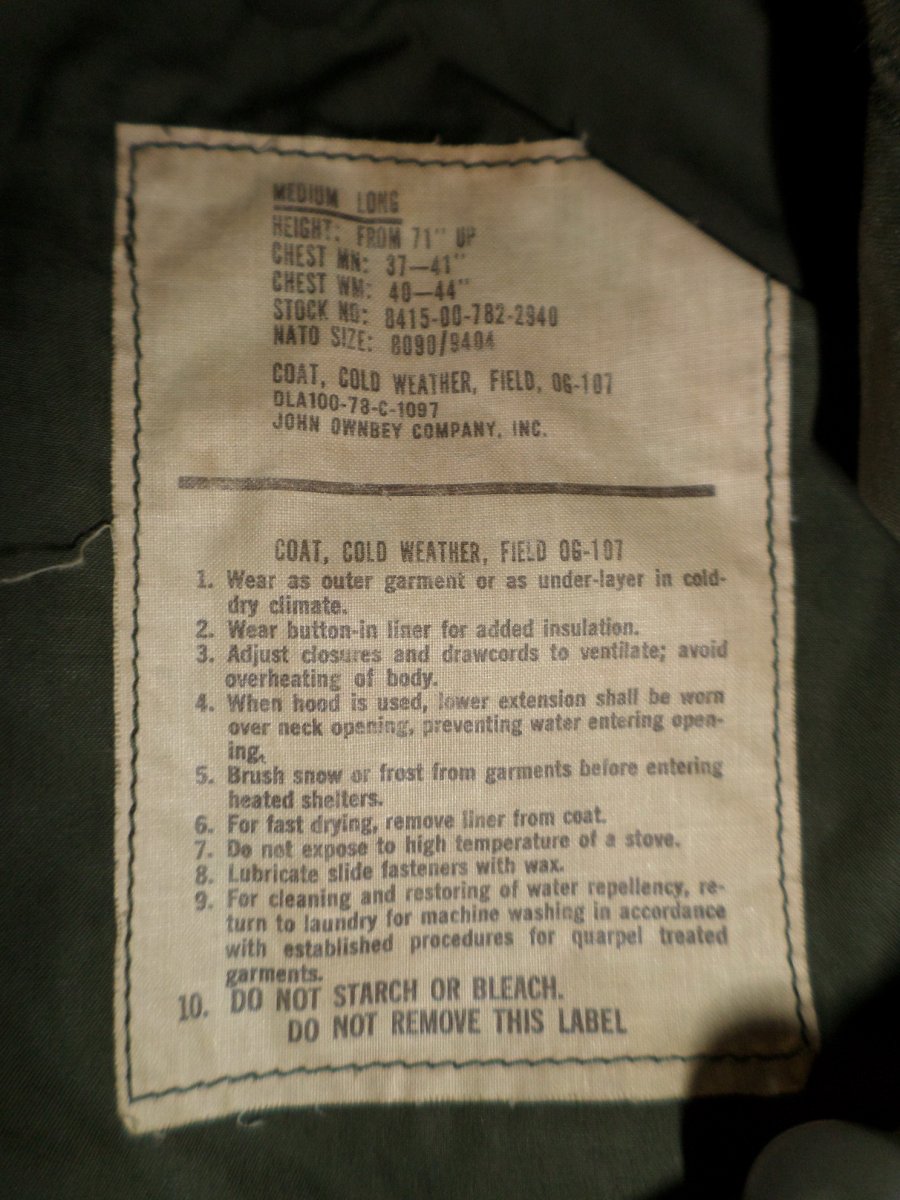 MEDIUM LONG
HEIGHT: FROM 71" UP
CHEST MN: 37—41"
CHEST WM: 40—44"
STOCK NO: 8415-00-782-2940
NATO SIZE: 8090/9404
COAT, COLD WEATHER, FIELD, OG-107
DLA100-78-C-1097
JOHN OWNBEY COMPANY, INC.
COAT, COLD WEATHER, FIELD OG-107
1. Wear as outer garment or as under-layer in cold-
dry climate.
2. Wear button-in liner for added insulation.
3. Adjust closures and drawcords to ventilate; avoid
overheating of body.
4. When hood is used, lower extension shall be worn
over neck opening, preventing water entering open-
ing.
5. Brush snow or frost from garments before entering
heated shelters.
6. For fast drying, remove liner from coat.
7. Do not expose to high temperature of a stove.
8. Lubricate slide fasteners with wax.
9. For cleaning and restoring of water repellency, re-
turn to laundry for machine washing in accordance
with established procedures for quarpel treated
garments.
10. DO NOT STARCH OR BLEACH.
DO NOT REMOVE THIS LABEL